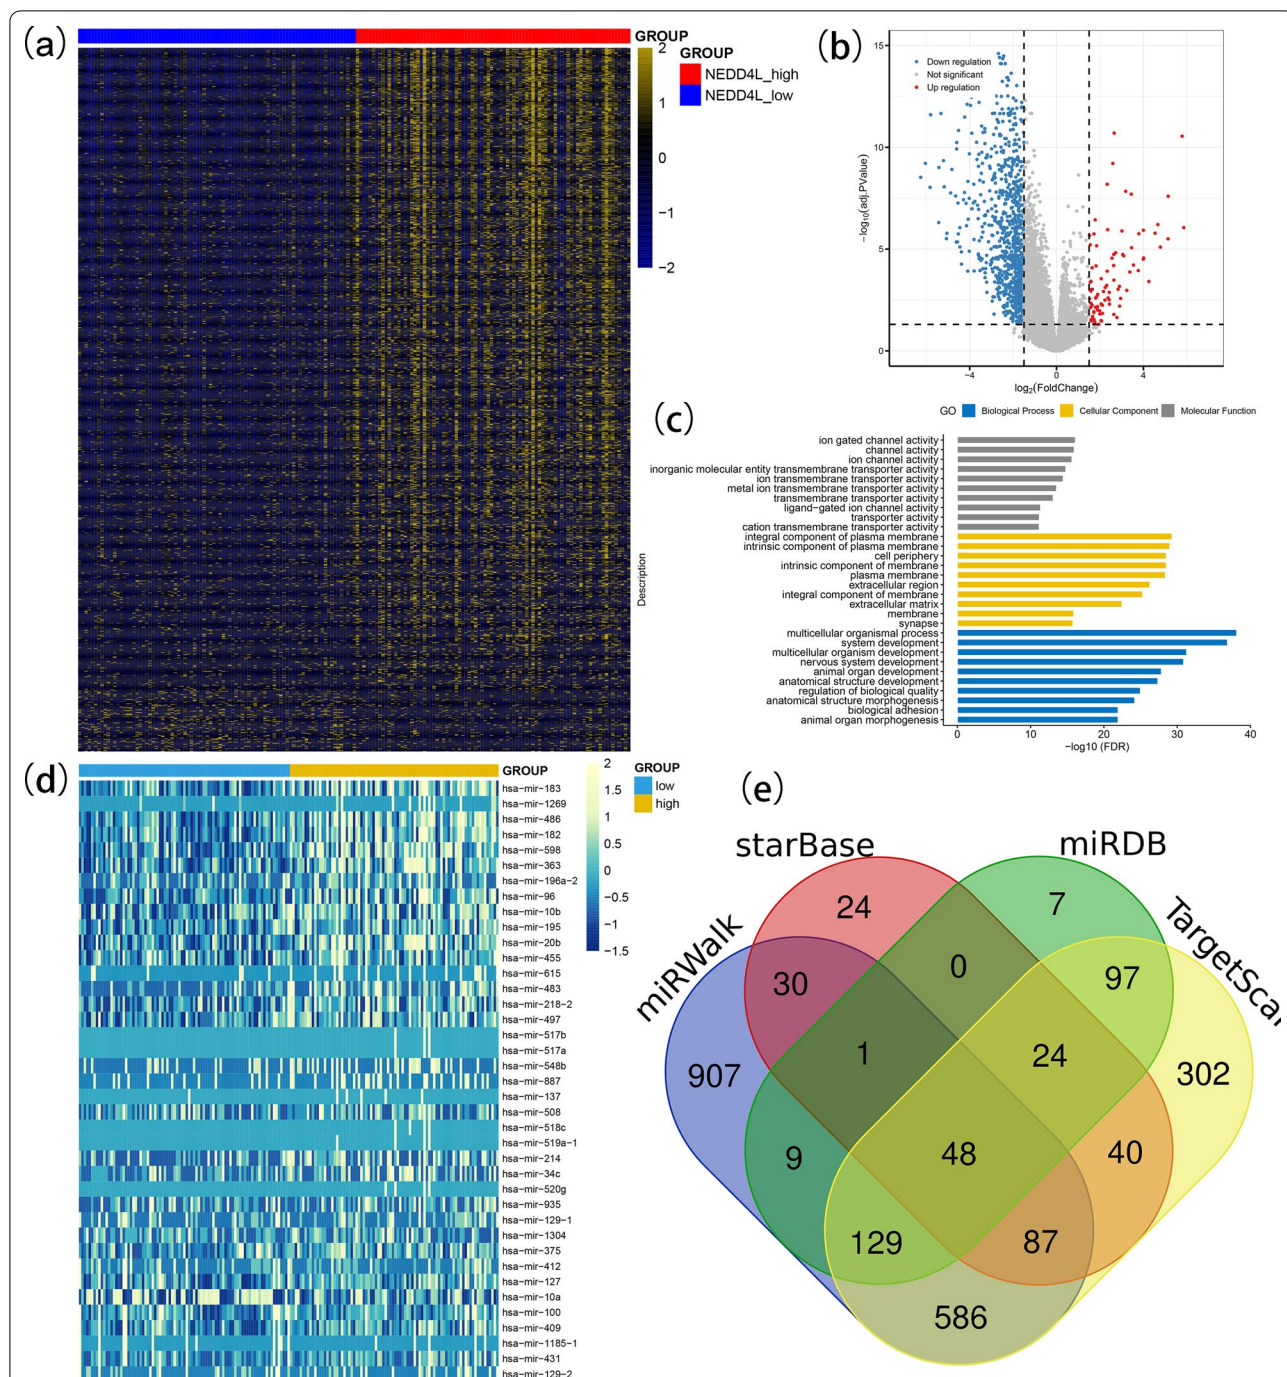 (a)
GROUP
2
1
0
−1
−2
GROUP
NEDD4L_high
NEDD4L_low
(b)
15
10
5
0
−log10(adj.PValue)
Down regulation
Not significant
Up regulation
−4
0
4
log2(FoldChange)
(c)
GO
Biological Process
Cellular Component
Molecular Function
Description
ion gated channel activity
channel activity
ion channel activity
inorganic molecular entity transmembrane transporter activity
ion transmembrane transporter activity
metal ion transmembrane transporter activity
transmembrane transporter activity
ligand−gated ion channel activity
transporter activity
cation transmembrane transporter activity
integral component of plasma membrane
intrinsic component of plasma membrane
cell periphery
intrinsic component of membrane
plasma membrane
extracellular region
integral component of membrane
extracellular matrix
membrane
synapse
multicellular organismal process
system development
multicellular organism development
nervous system development
animal organ development
anatomical structure development
regulation of biological quality
anatomical structure morphogenesis
biological adhesion
animal organ morphogenesis
0
10
20
30
40
−log10 (FDR)
(d)
GROUP
hsa−mir−183
hsa−mir−1269
hsa−mir−486
hsa−mir−182
hsa−mir−598
hsa−mir−363
hsa−mir−196a−2
hsa−mir−96
hsa−mir−10b
hsa−mir−195
hsa−mir−20b
hsa−mir−455
hsa−mir−615
hsa−mir−483
hsa−mir−218−2
hsa−mir−497
hsa−mir−517b
hsa−mir−517a
hsa−mir−548b
hsa−mir−887
hsa−mir−137
hsa−mir−508
hsa−mir−518c
hsa−mir−519a−1
hsa−mir−214
hsa−mir−34c
hsa−mir−520g
hsa−mir−935
hsa−mir−129−1
hsa−mir−1304
hsa−mir−375
hsa−mir−412
hsa−mir−127
hsa−mir−10a
hsa−mir−100
hsa−mir−409
hsa−mir−1185−1
hsa−mir−431
hsa−mir−129−2
2
1.5
1
0.5
0
−0.5
−1
−1.5
GROUP
low
high
(e)
starBase
miRDB
miRWalk
TargetScan
24
7
30
0
97
907
1
24
302
9
48
40
129
87
586